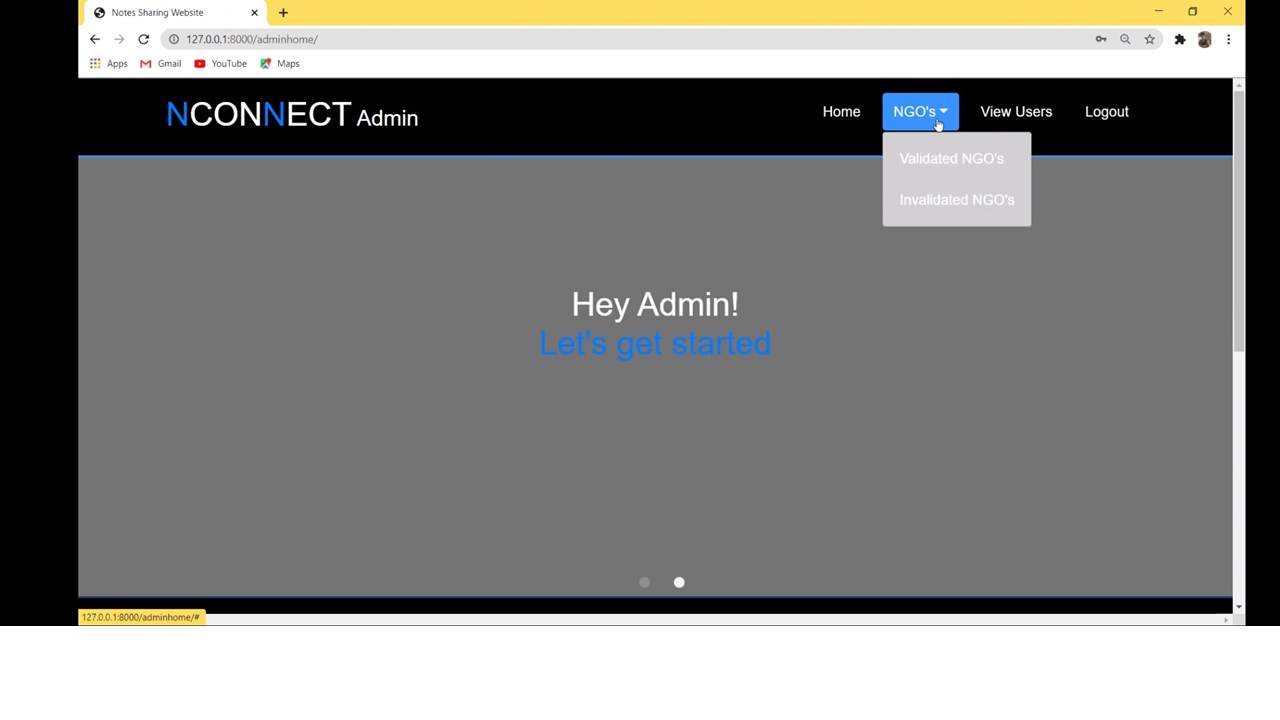 Notes Sharing Website
127.0.0.1:8000/adminhome/
Apps Gmail YouTube Maps
NCONNECT Admin
Home NGO's View Users Logout
Validated NGO's
Invalidated NGO's
Hey Admin!
Let's get started
127.0.0.1:8000/adminhome/#